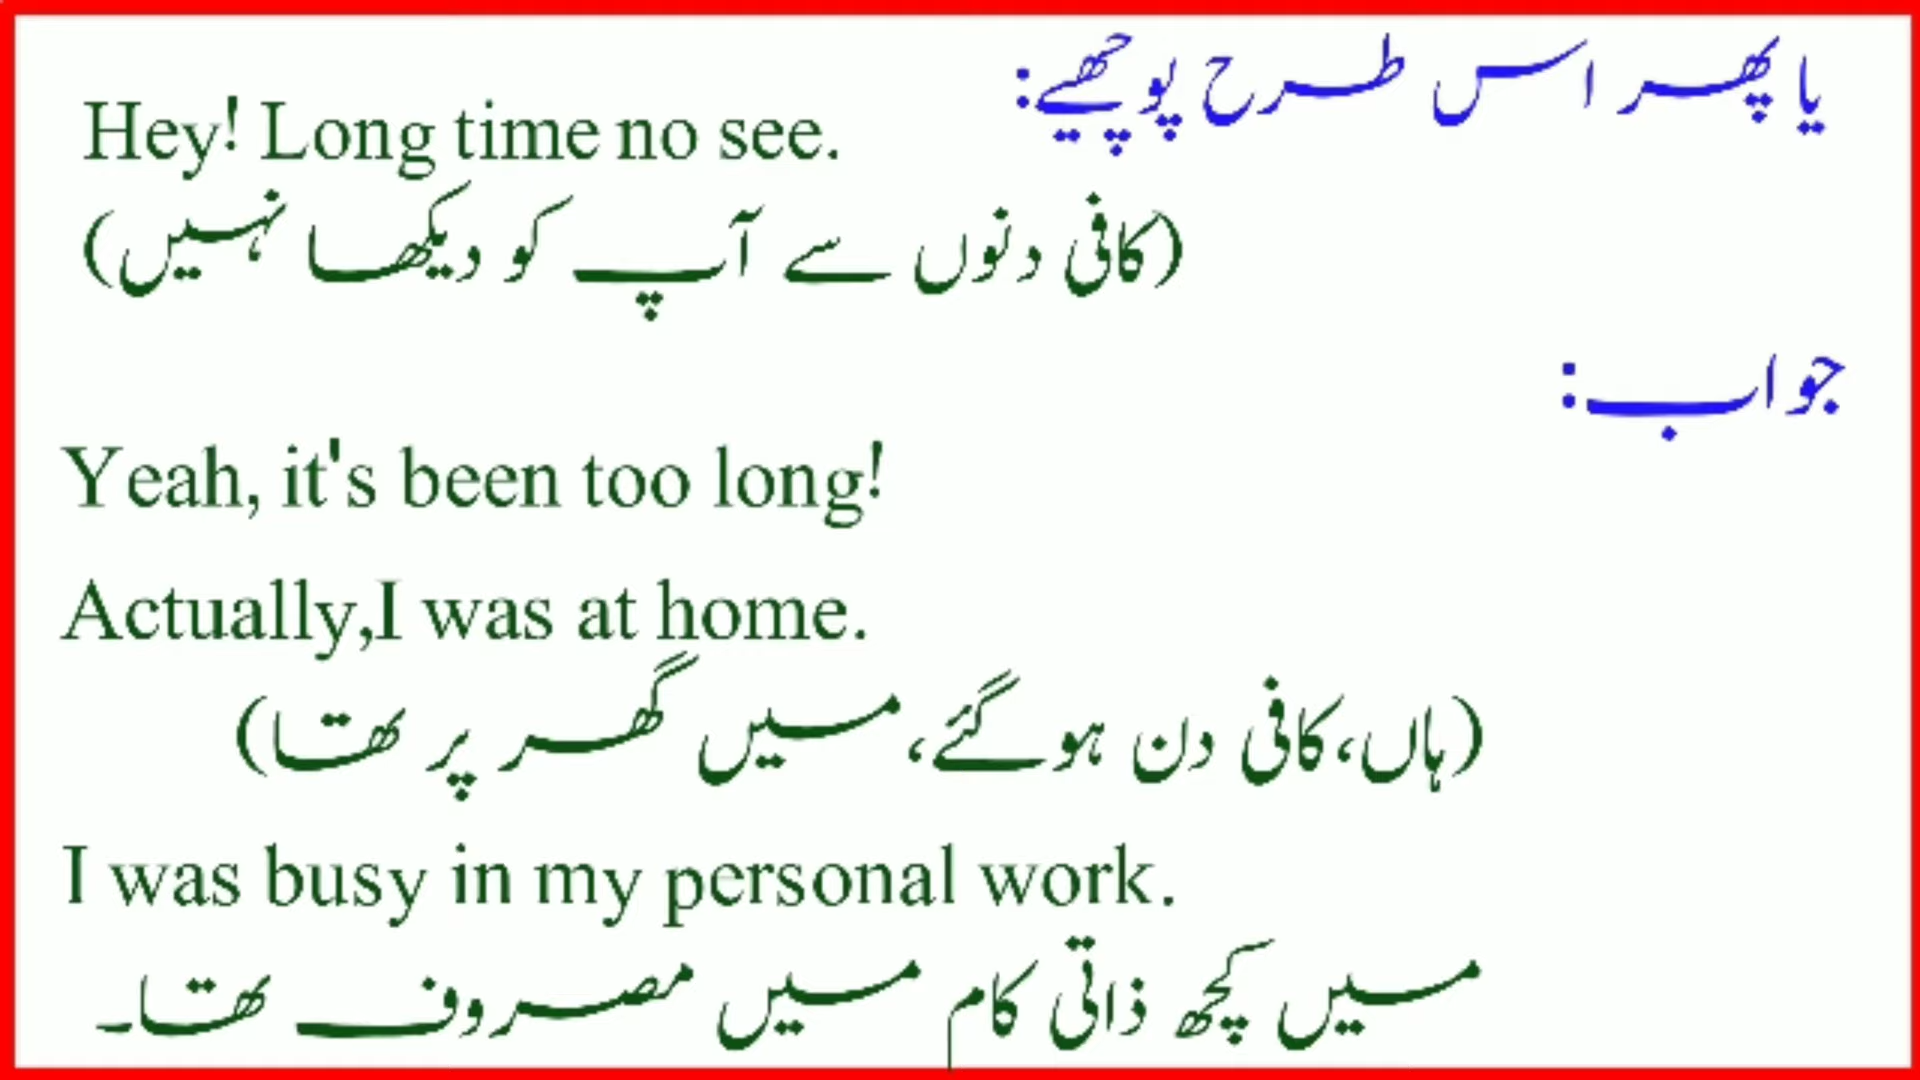 یا پھر اس طرح پوچھیے:
Hey! Long time no see.
(کافی دنوں سے آپ کو دیکھا نہیں)
جواب:
Yeah, it's been too long!
Actually,I was at home.
(ہاں، کافی دن ہوگئے، میں گھر پر تھا)
I was busy in my personal work.
میں کچھ ذاتی کام میں مصروف تھا۔